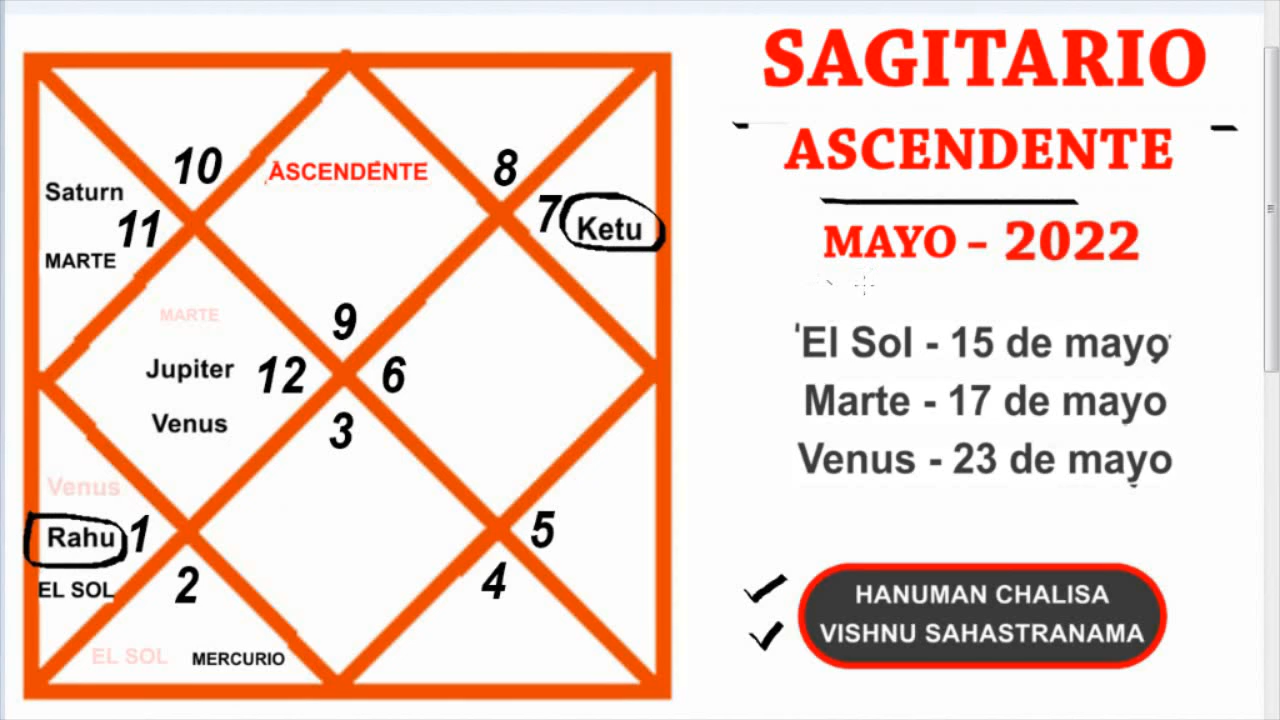 SAGITARIO
ASCENDENTE
MAYO - 2022
'El Sol - 15 de mayo
Marte - 17 de mayo
Venus - 23 de mayo
HANUMAN CHALISA
VISHNU SAHASTRANAMA
10
ASCENDENTE
8
Saturn
11
7
Ketu
MARTE
MARTE
9
Jupiter
12
6
Venus
3
Venus
Rahu
1
5
EL SOL
2
4
EL SOL
MERCURIO